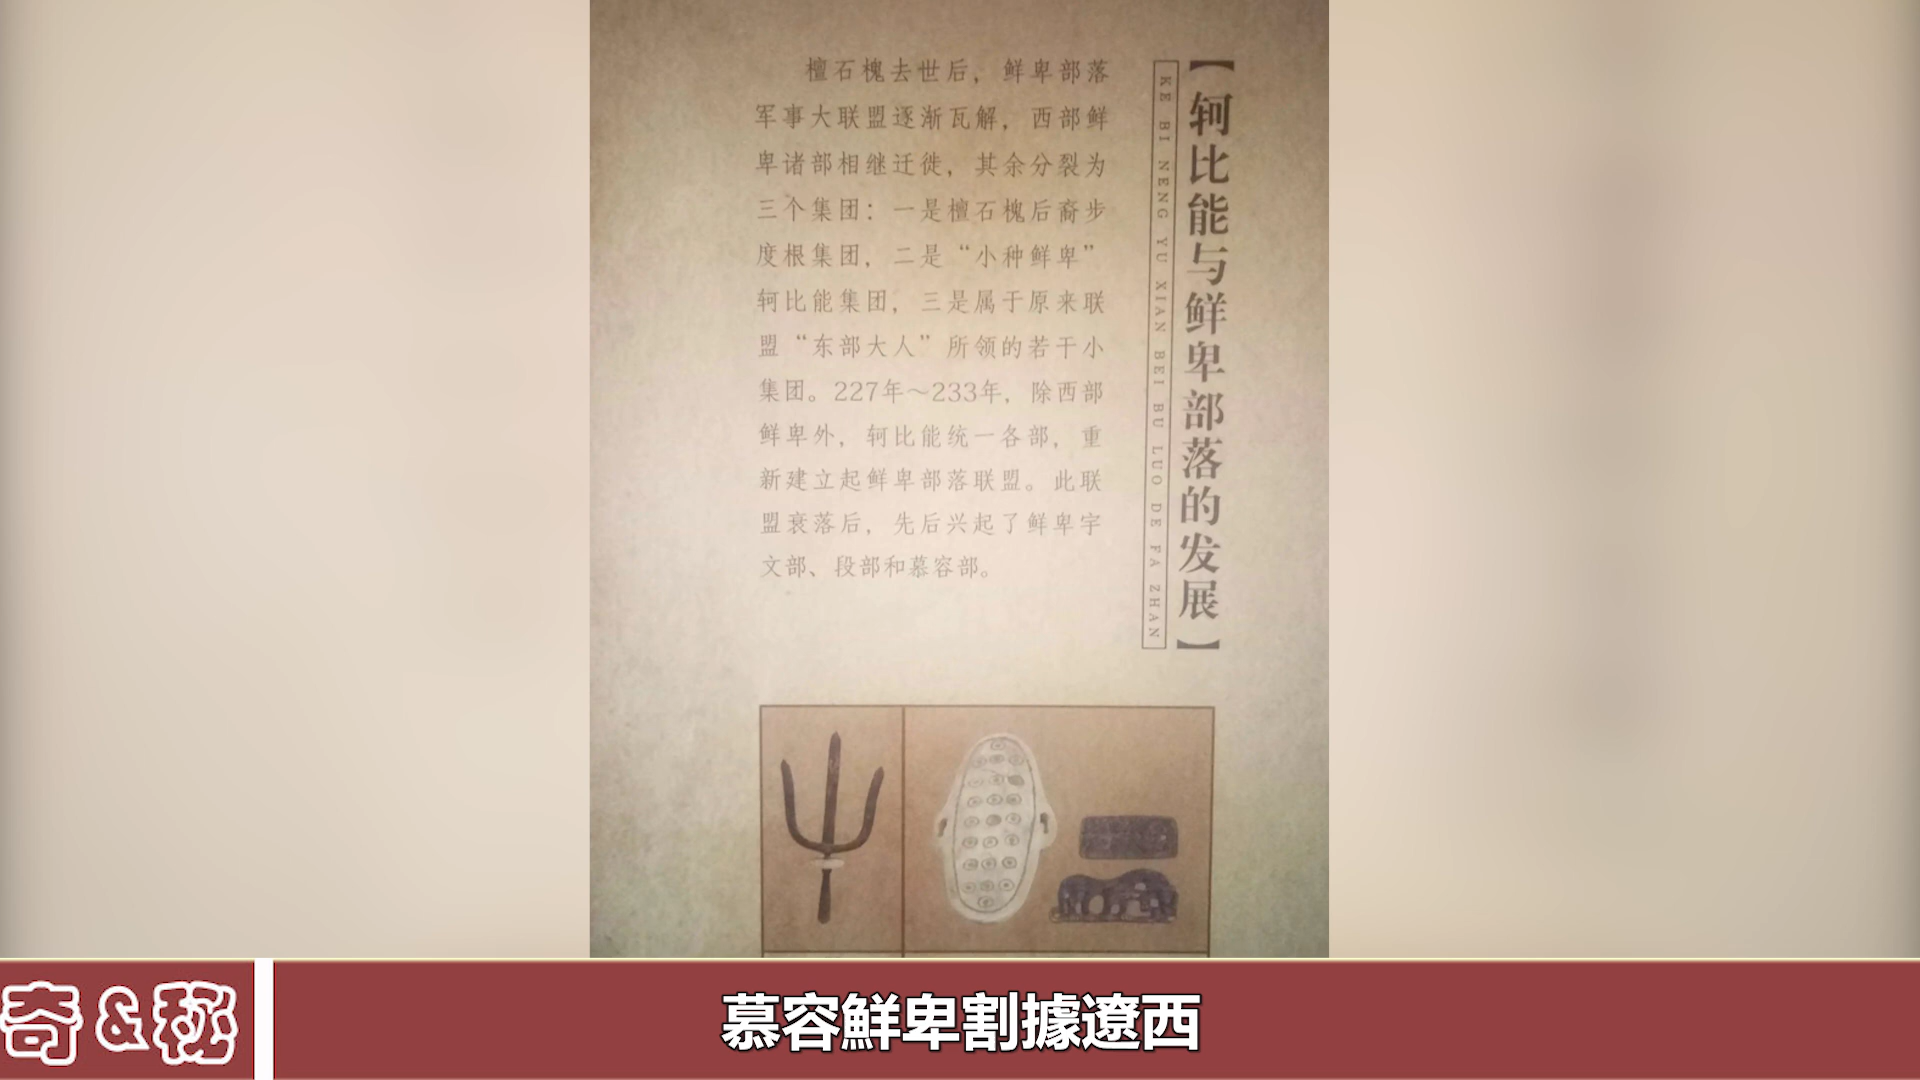 【轲比能与鲜卑部落的发展】
KE BI NENG YU XIAN BEI BU LUO DE FA ZHAN
檀石槐去世后，鲜卑部落
军事大联盟逐渐瓦解，西部鲜
卑诸部相继迁徙，其余分裂为
三个集团：一是檀石槐后裔步
度根集团，二是“小种鲜卑”
轲比能集团，三是属于原来联
盟“东部大人”所领的若干小
集团。227年～233年，除西部
鲜卑外，轲比能统一各部，重
新建立起鲜卑部落联盟。此联
盟衰落后，先后兴起了鲜卑宇
文部、段部和慕容部。
奇&秘
慕容鮮卑割據遼西